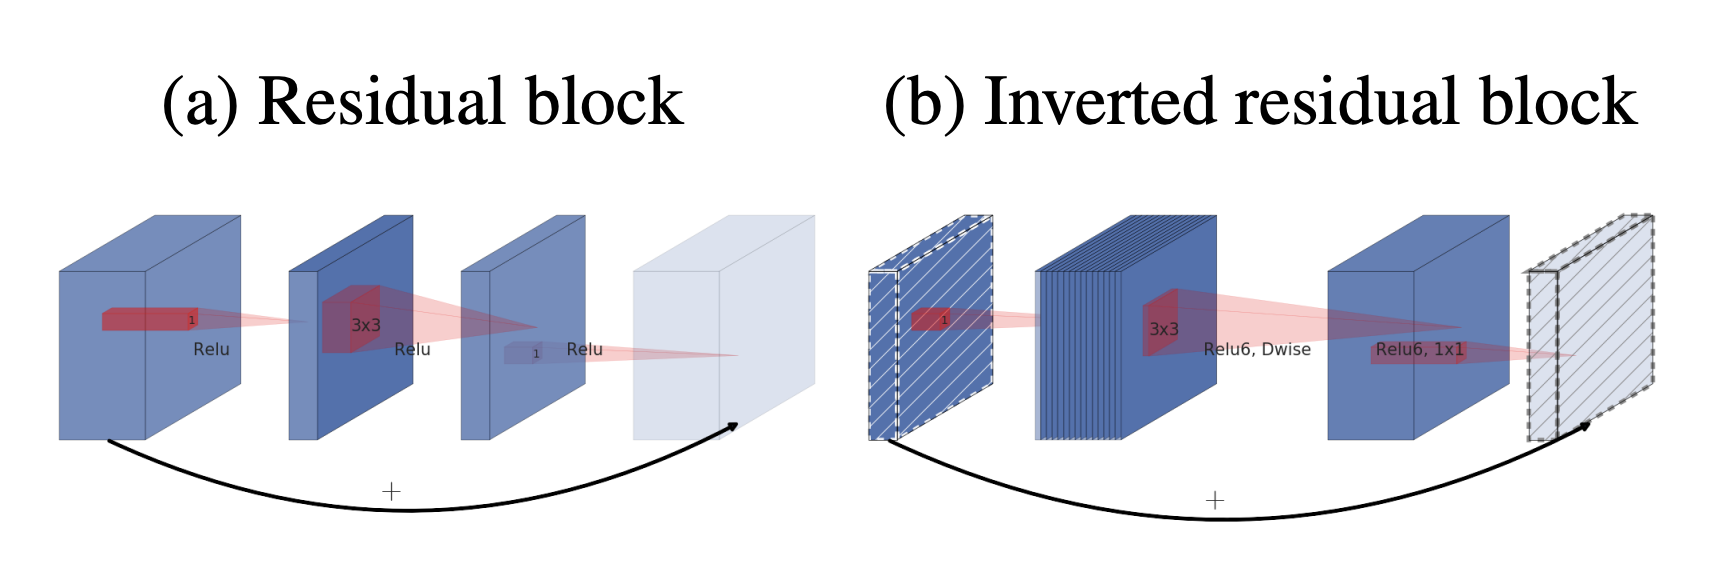 (a) Residual block
(b) Inverted residual block
1
Relu
3x3
Relu
1
Relu
+
1
3x3
Relu6, Dwise
Relu6, 1x1
+